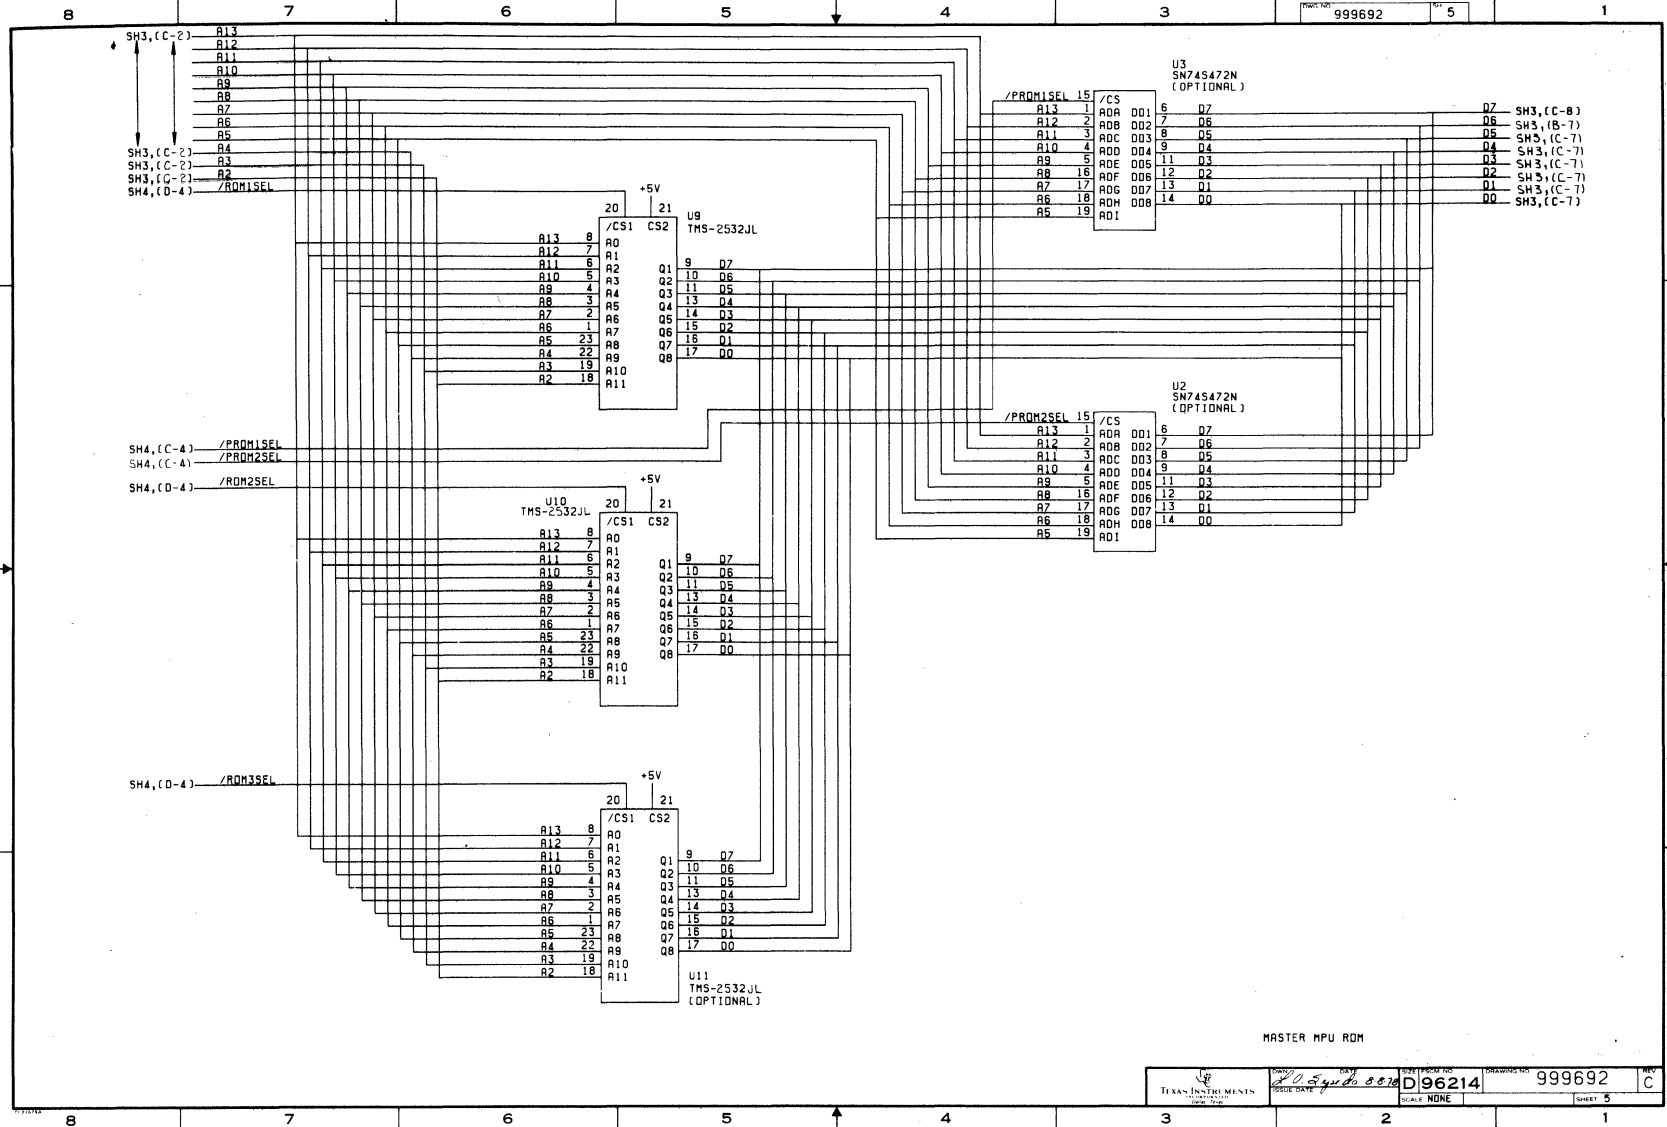 8 7 6 5 4 3 DWG NO 999692 SH 5 1
SH3,(C-2) A13
A12
A11
A10
A9
A8
A7
A6
A5
SH3,(C-2) A4
SH3,(C-2) A3
SH3,(C-2) A2
SH4,(D-4) /ROM1SEL
+5V
20 21
/CS1 CS2
U9
TMS-2532JL
A13 8 A0
A12 7 A1
A11 6 A2 Q1 9 D7
A10 5 A3 Q2 10 D6
A9 4 A4 Q3 11 D5
A8 3 A5 Q4 13 D4
A7 2 A6 Q5 14 D3
A6 1 A7 Q6 15 D2
A5 23 A8 Q7 16 D1
A4 22 A9 Q8 17 D0
A3 19 A10
A2 18 A11
U3
SN74S472N
(OPTIONAL)
/PROM1SEL 15 /CS
A13 1 ADA DO1 6 D7
A12 2 ADB DO2 7 D6
A11 3 ADC DO3 8 D5
A10 4 ADD DO4 9 D4
A9 5 ADE DO5 11 D3
A8 16 ADF DO6 12 D2
A7 17 ADG DO7 13 D1
A6 18 ADH DO8 14 D0
A5 19 ADI
D7 SH3,(C-8)
D6 SH3,(B-7)
D5 SH3,(C-7)
D4 SH3,(C-7)
D3 SH3,(C-7)
D2 SH3,(C-7)
D1 SH3,(C-7)
D0 SH3,(C-7)
SH4,(C-4) /PROM1SEL
SH4,(C-4) /PROM2SEL
SH4,(D-4) /ROM2SEL
U2
SN74S472N
(OPTIONAL)
/PROM2SEL 15 /CS
A13 1 ADA DO1 6 D7
A12 2 ADB DO2 7 D6
A11 3 ADC DO3 8 D5
A10 4 ADD DO4 9 D4
A9 5 ADE DO5 11 D3
A8 16 ADF DO6 12 D2
A7 17 ADG DO7 13 D1
A6 18 ADH DO8 14 D0
A5 19 ADI
+5V
U10
TMS-2532JL
20 21
/CS1 CS2
A13 8 A0
A12 7 A1
A11 6 A2 Q1 9 D7
A10 5 A3 Q2 10 D6
A9 4 A4 Q3 11 D5
A8 3 A5 Q4 13 D4
A7 2 A6 Q5 14 D3
A6 1 A7 Q6 15 D2
A5 23 A8 Q7 16 D1
A4 22 A9 Q8 17 D0
A3 19 A10
A2 18 A11
SH4,(D-4) /ROM3SEL
+5V
20 21
/CS1 CS2
A13 8 A0
A12 7 A1
A11 6 A2 Q1 9 D7
A10 5 A3 Q2 10 D6
A9 4 A4 Q3 11 D5
A8 3 A5 Q4 13 D4
A7 2 A6 Q5 14 D3
A6 1 A7 Q6 15 D2
A5 23 A8 Q7 16 D1
A4 22 A9 Q8 17 D0
A3 19 A10
A2 18 A11
U11
TMS-2532JL
(OPTIONAL)
MASTER MPU ROM
TEXAS INSTRUMENTS
INCORPORATED
Dallas, Texas
DWN DATE
8-8-78
ISSUE DATE
SIZE D FSCM NO 96214 DRAWING NO 999692 REV C
SCALE NONE SHEET 5
8 7 6 5 4 3 2 1